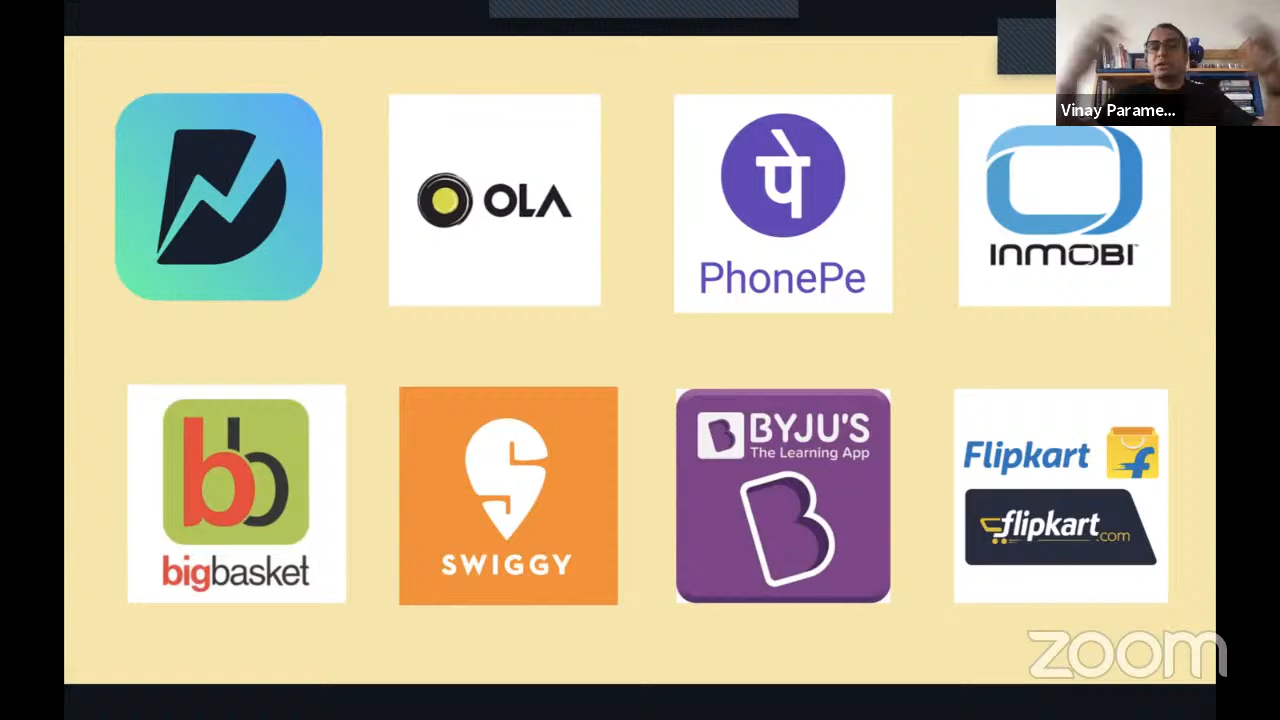 Vinay Parame...
OLA
पे
PhonePe
INMOBI
bb
bigbasket
SWIGGY
BYJU'S
The Learning App
Flipkart
f
flipkart.com
zoom